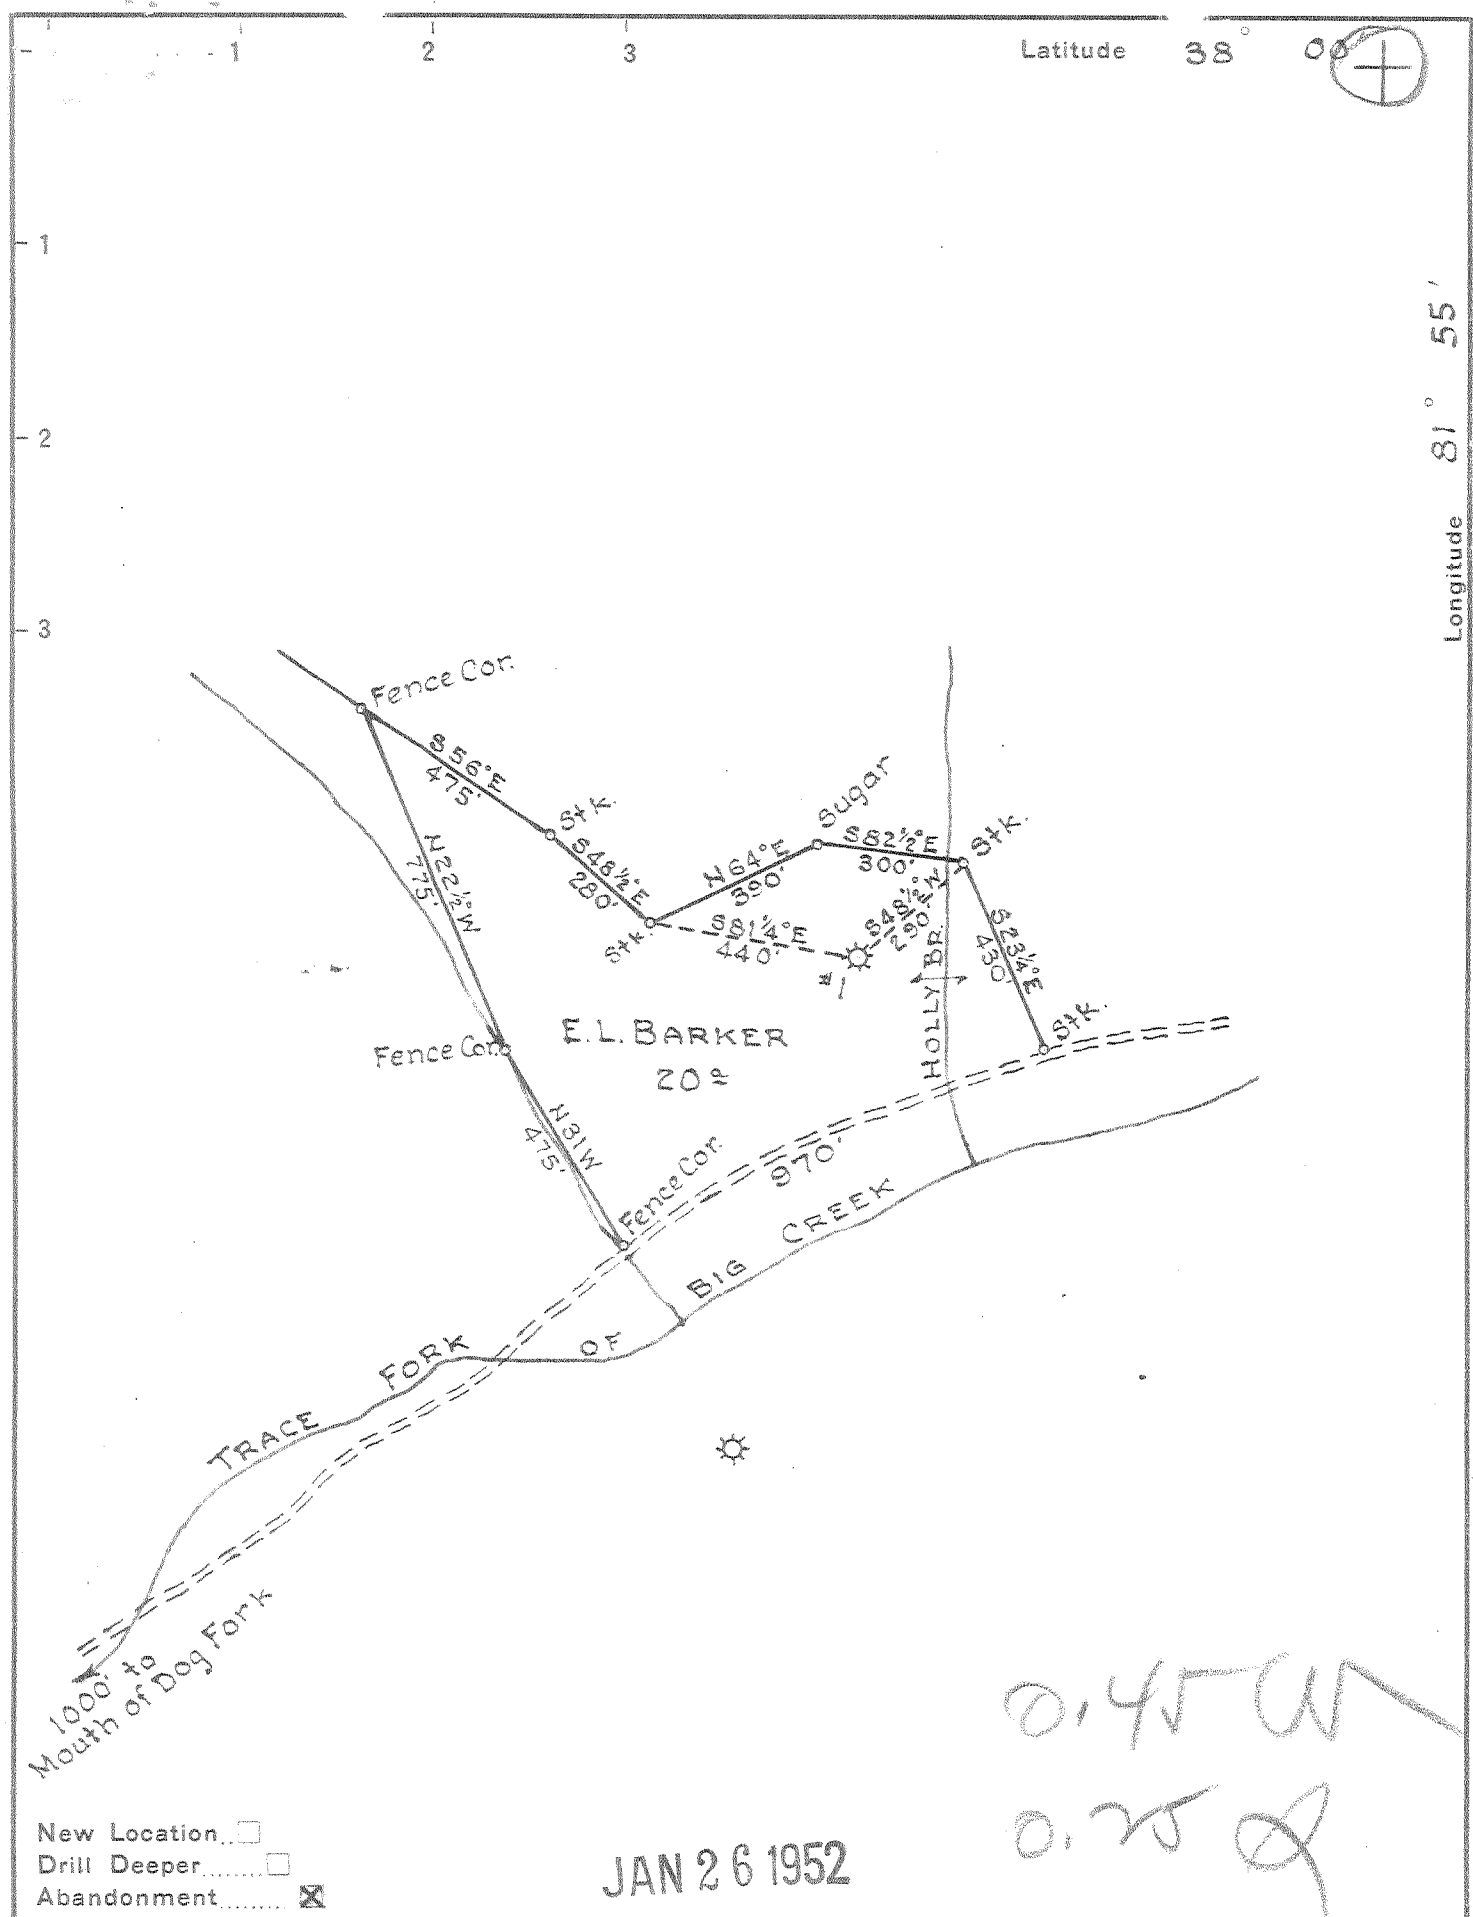 1 2 3 Latitude 38° 00'
1
2
3
Longitude 81° 55'
Fence Cor.
S56°E
475'
Stk.
S48½°E
280'
Stk.
N64°E
390'
Sugar
S82½°E
300'
Stk.
S81¼°E
440'
S48½°W
290'
#1
S23¼°E
430'
Stk.
N22½°W
775'
Fence Cor.
E.L. BARKER
20a
HOLLY BR.
N31W
475'
Fence Cor.
970'
TRACE FORK OF BIG CREEK
1000' to
Mouth of Dog Fork
0.45 W
0.25
New Location
Drill Deeper
Abandonment
JAN 26 1952